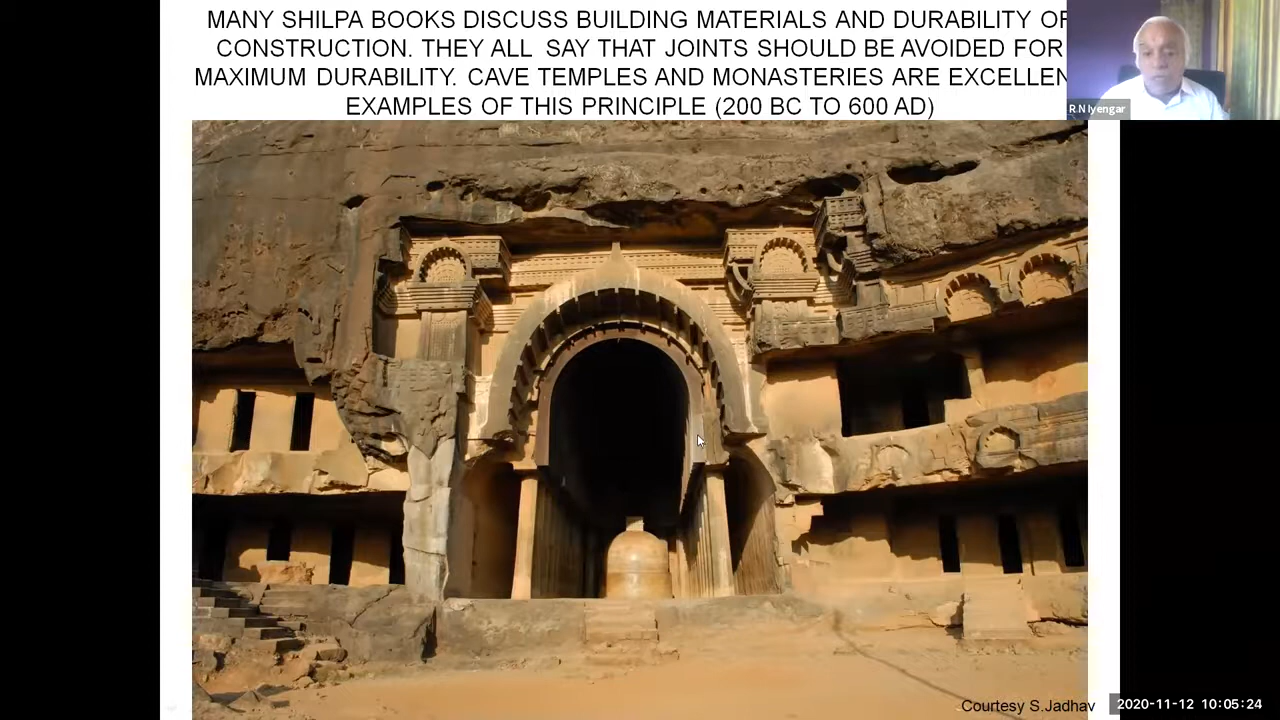 MANY SHILPA BOOKS DISCUSS BUILDING MATERIALS AND DURABILITY OF
CONSTRUCTION. THEY ALL SAY THAT JOINTS SHOULD BE AVOIDED FOR
MAXIMUM DURABILITY. CAVE TEMPLES AND MONASTERIES ARE EXCELLEN
EXAMPLES OF THIS PRINCIPLE (200 BC TO 600 AD)
R N Iyengar
Courtesy S.Jadhav
2020-11-12 10:05:24